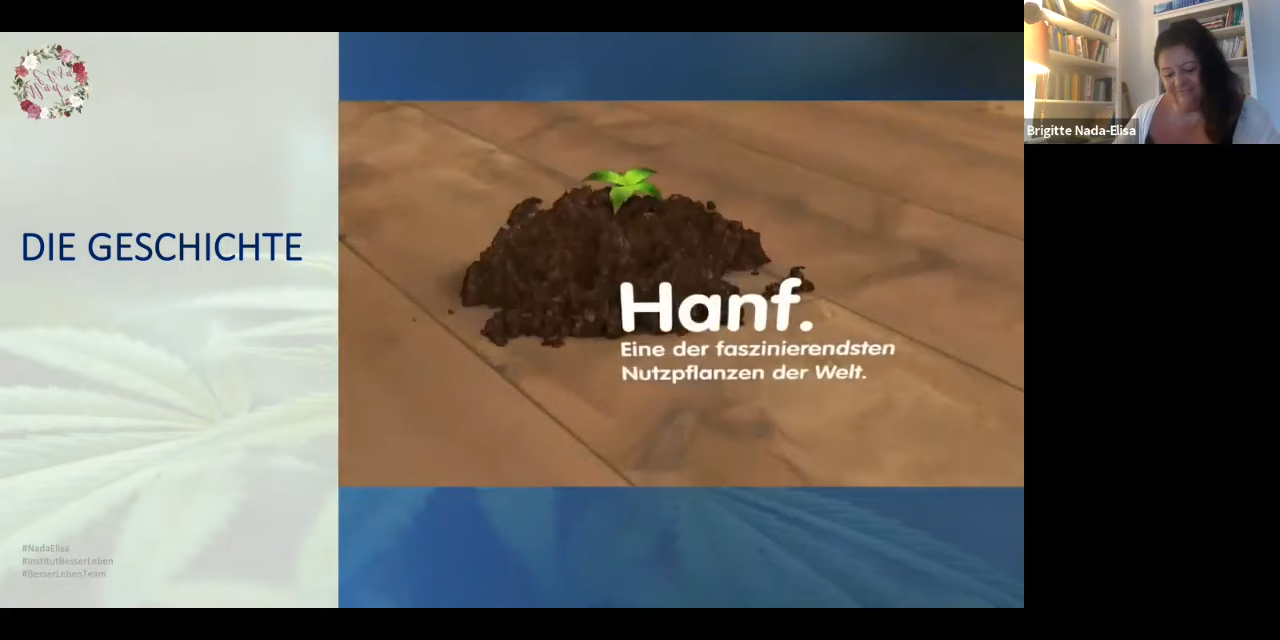 DIE GESCHICHTE
Hanf.
Eine der faszinierendsten
Nutzpflanzen der Welt.
#NadaElisa
#InstitutBesserLeben
#BesserLebenTeam
Brigitte Nada-Elisa